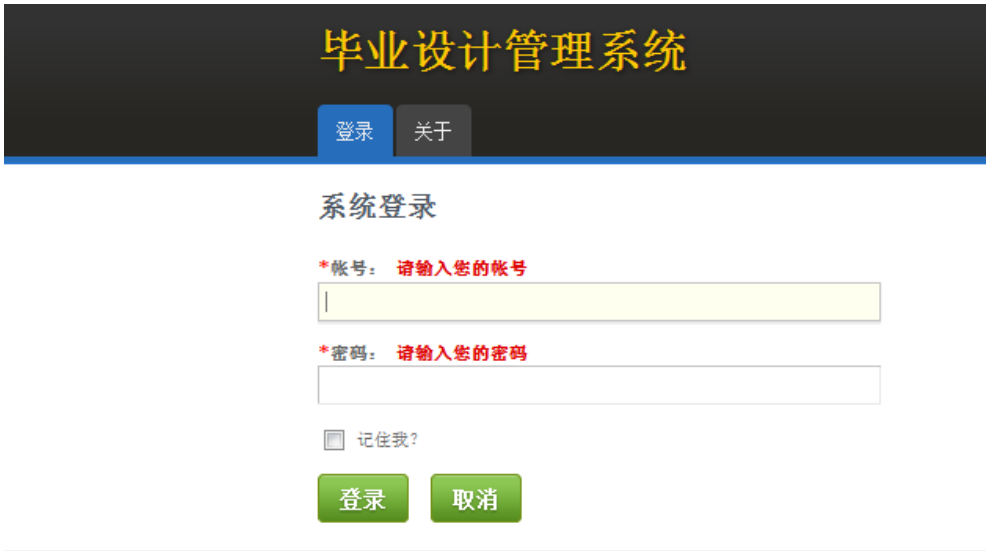 毕业设计管理系统
登录 关于
系统登录
*帐号: 请输入您的帐号
*密码: 请输入您的密码
记住我?
登录 取消